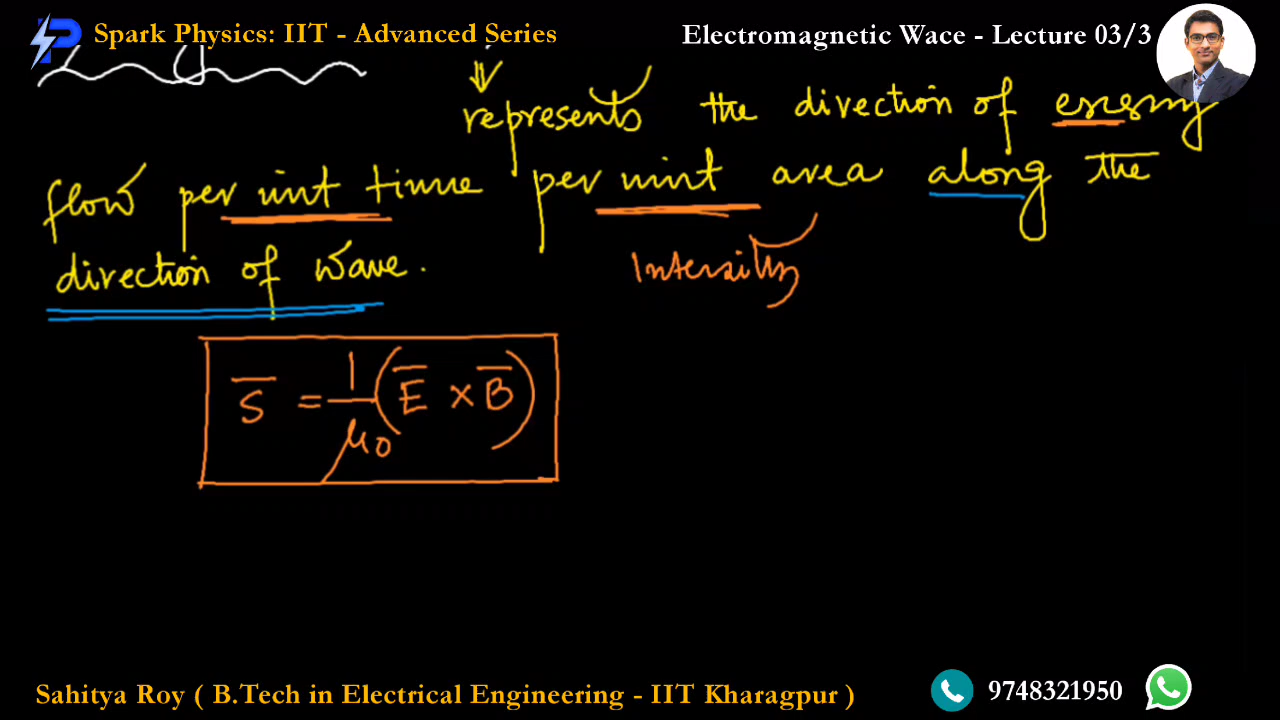 Spark Physics: IIT - Advanced Series
Electromagnetic Wace - Lecture 03/3
represents the direction of energy
flow per unit time per unit area along the
direction of wave.
Intensity
S̅ = 1/μ0 (E̅ × B̅)
Sahitya Roy ( B.Tech in Electrical Engineering - IIT Kharagpur )
9748321950